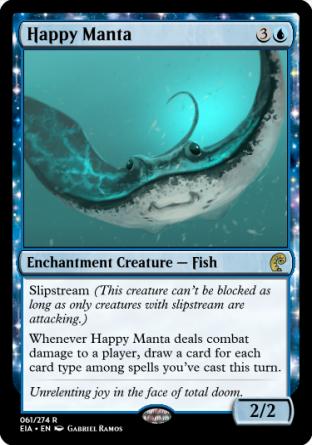 Happy Manta 3
Enchantment Creature — Fish
Slipstream (This creature can't be blocked as
long as only creatures with slipstream are
attacking.)
Whenever Happy Manta deals combat
damage to a player, draw a card for each
card type among spells you've cast this turn.
Unrelenting joy in the face of total doom.
2/2
061/274 R
EIA • EN Gabriel Ramos